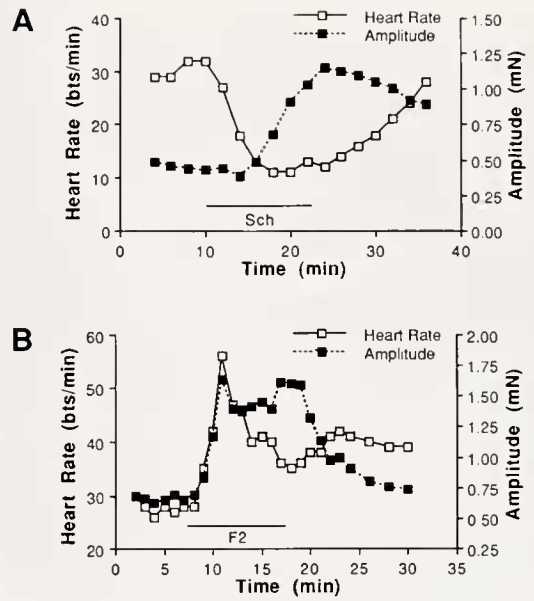 A
Heart Rate
Amplitude
Heart Rate (bts/min)
40
30
20
10
0
1.50
1.25
1.00
0.75
0.50
0.25
0.00
Amplitude (mN)
Sch
0 10 20 30 40
Time (min)
B
Heart Rate
Amplitude
Heart Rate (bts/min)
60
50
40
30
20
2.00
1.75
1.50
1.25
1.00
0.75
0.50
0.25
Amplitude (mN)
F2
0 5 10 15 20 25 30 35
Time (min)